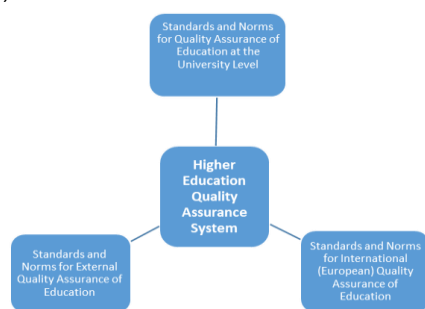 Standards and Norms
for Quality Assurance of
Education at the
University Level
Higher
Education
Quality
Assurance
System
Standards and
Norms for External
Quality Assurance of
Education
Standards and Norms
for International
(European) Quality
Assurance of
Education